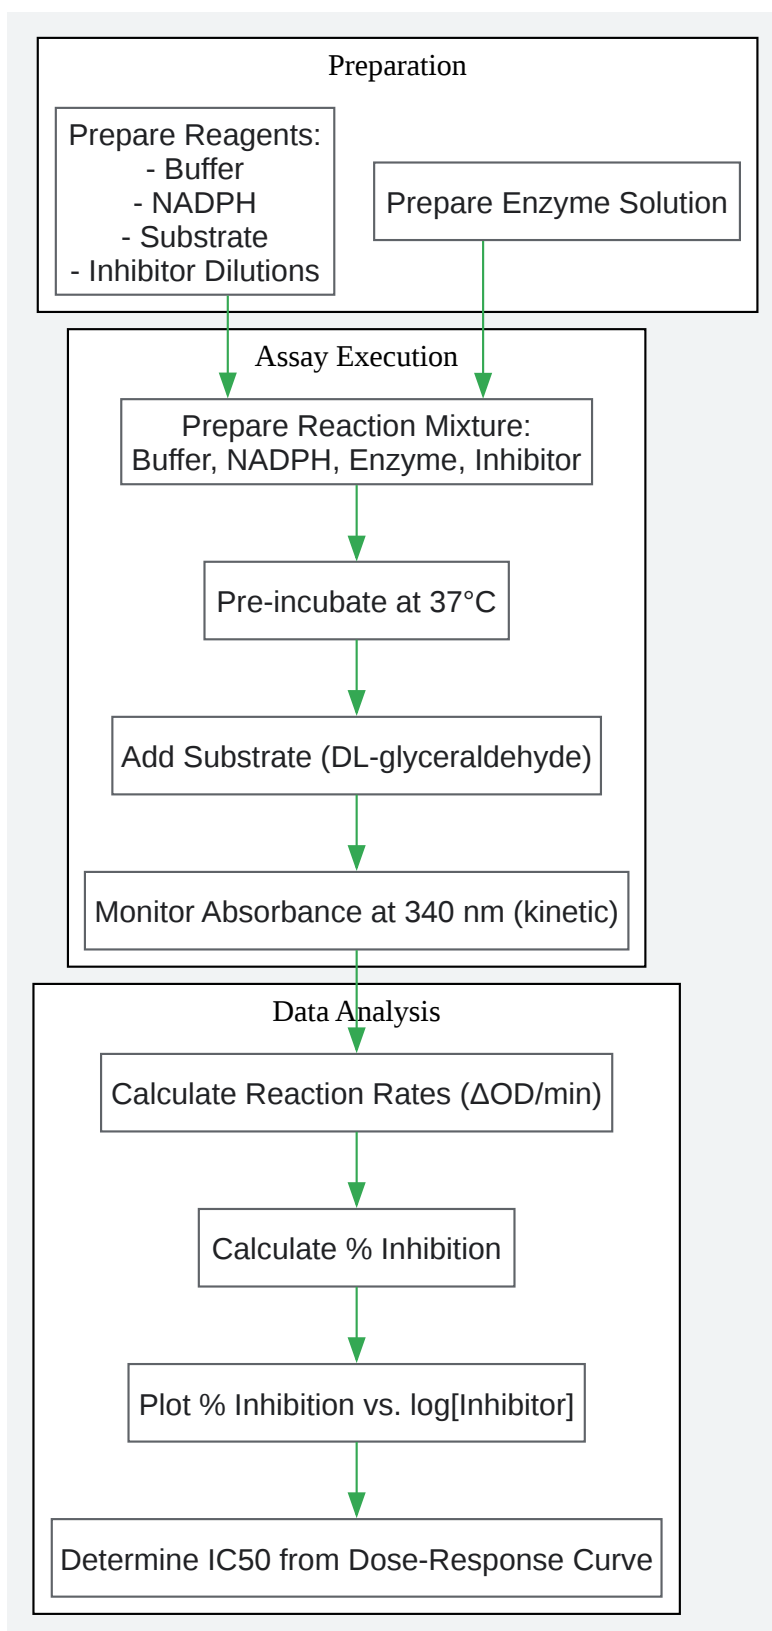 Preparation
Prepare Reagents:
- Buffer
- NADPH
- Substrate
- Inhibitor Dilutions
Prepare Enzyme Solution
Assay Execution
Prepare Reaction Mixture:
Buffer, NADPH, Enzyme, Inhibitor
Pre-incubate at 37°C
Add Substrate (DL-glyceraldehyde)
Monitor Absorbance at 340 nm (kinetic)
Data Analysis
Calculate Reaction Rates (ΔOD/min)
Calculate % Inhibition
Plot % Inhibition vs. log[Inhibitor]
Determine IC50 from Dose-Response Curve